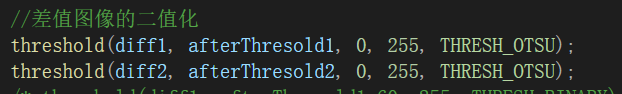 //差值图像的二值化
threshold(diff1, afterThresold1, 0, 255, THRESH_OTSU);
threshold(diff2, afterThresold2, 0, 255, THRESH_OTSU);